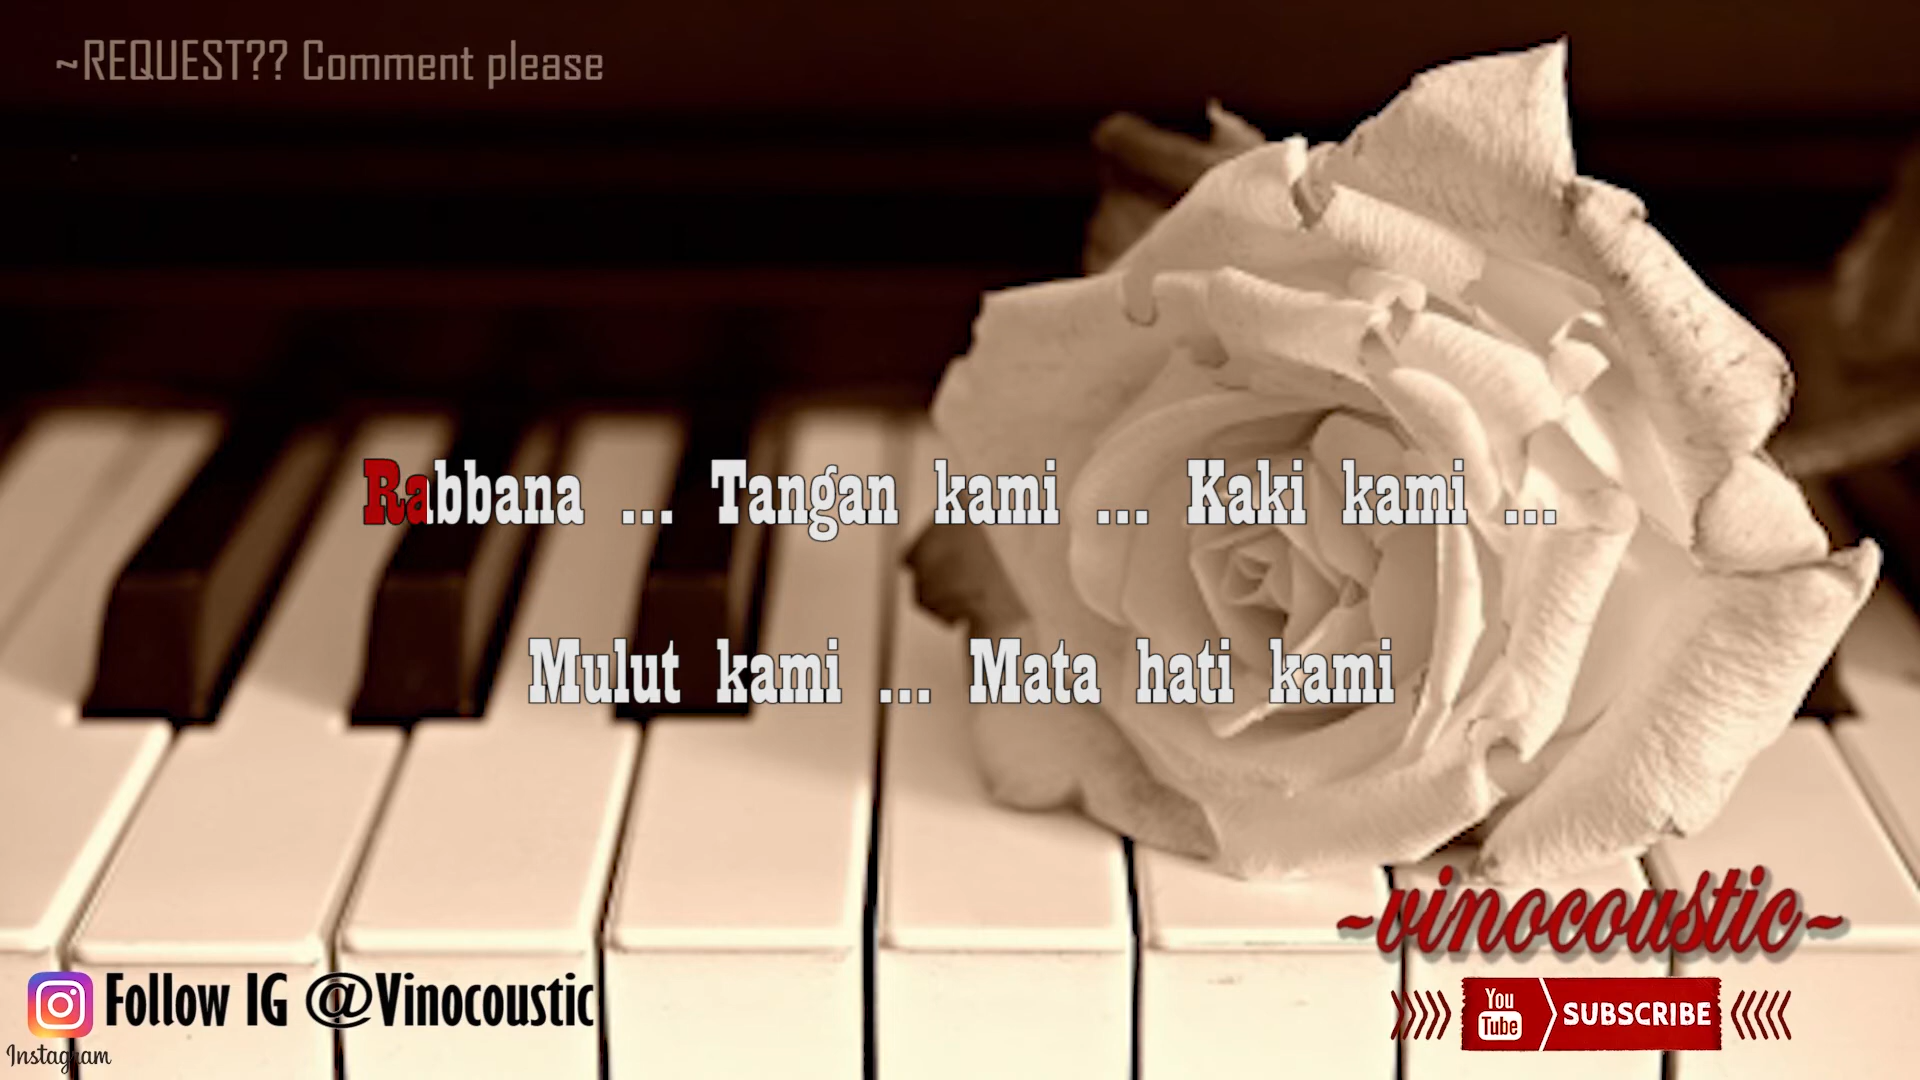 ~REQUEST?? Comment please
Rabbana ... Tangan kami ... Kaki kami ...
Mulut kami ... Mata hati kami
~vinocoustic~
Follow IG @Vinocoustic
Instagram
You
Tube
SUBSCRIBE